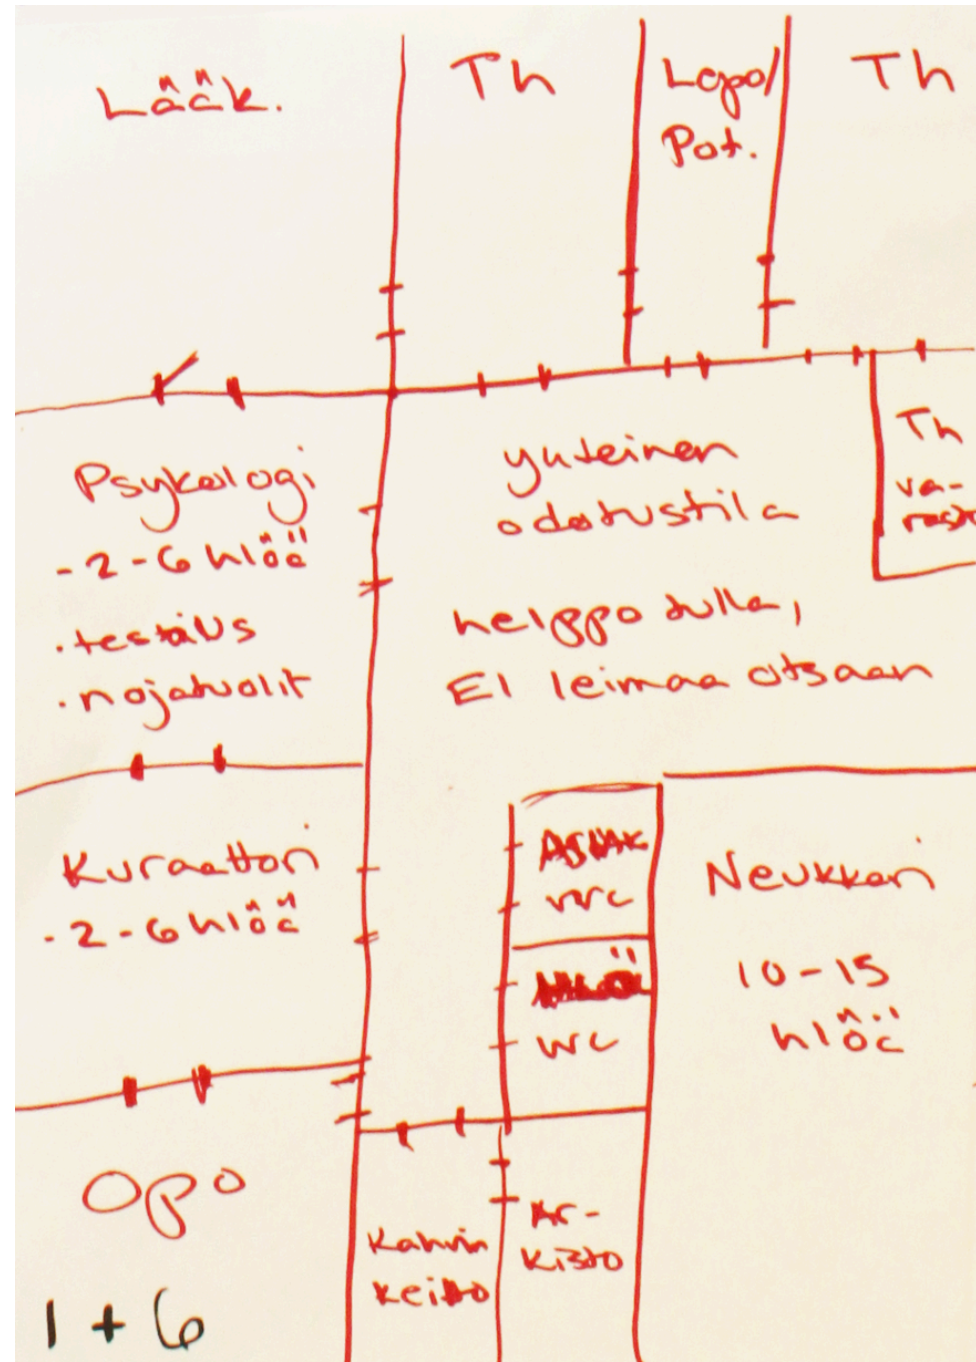 Lääk.
Th
Lepo/
Pot.
Th
Psykologi
- 2-6 hlöä
. testaus
. nojatuolit
yhteinen
odotustila
helppo tulla,
EI leimaa otsaan
Th
va-
rasto
Kuraattori
- 2-6 hlöä
ASIAK
WC
HLÖ
WC
Neukkari
10-15
hlöä
Opo
1 + 6
Kahvin
keitto
Ar-
kisto